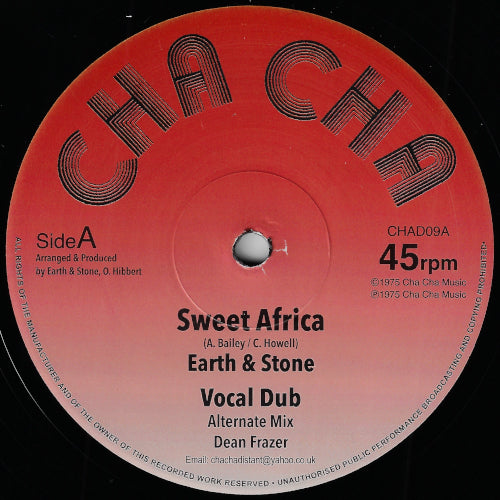 CHA CHA
Side A
Arranged & Produced
by Earth & Stone, O. Hibbert
CHAD09A
45rpm
©1975 Cha Cha Music
℗1975 Cha Cha Music
Sweet Africa
(A. Bailey / C. Howell)
Earth & Stone
Vocal Dub
Alternate Mix
Dean Frazer
Email: chachadistant@yahoo.co.uk
ALL RIGHTS OF THE MANUFACTURER AND OF THE OWNER OF THIS RECORDED WORK RESERVED • UNAUTHORISED PUBLIC PERFORMANCE BROADCASTING AND COPYING PROHIBITED